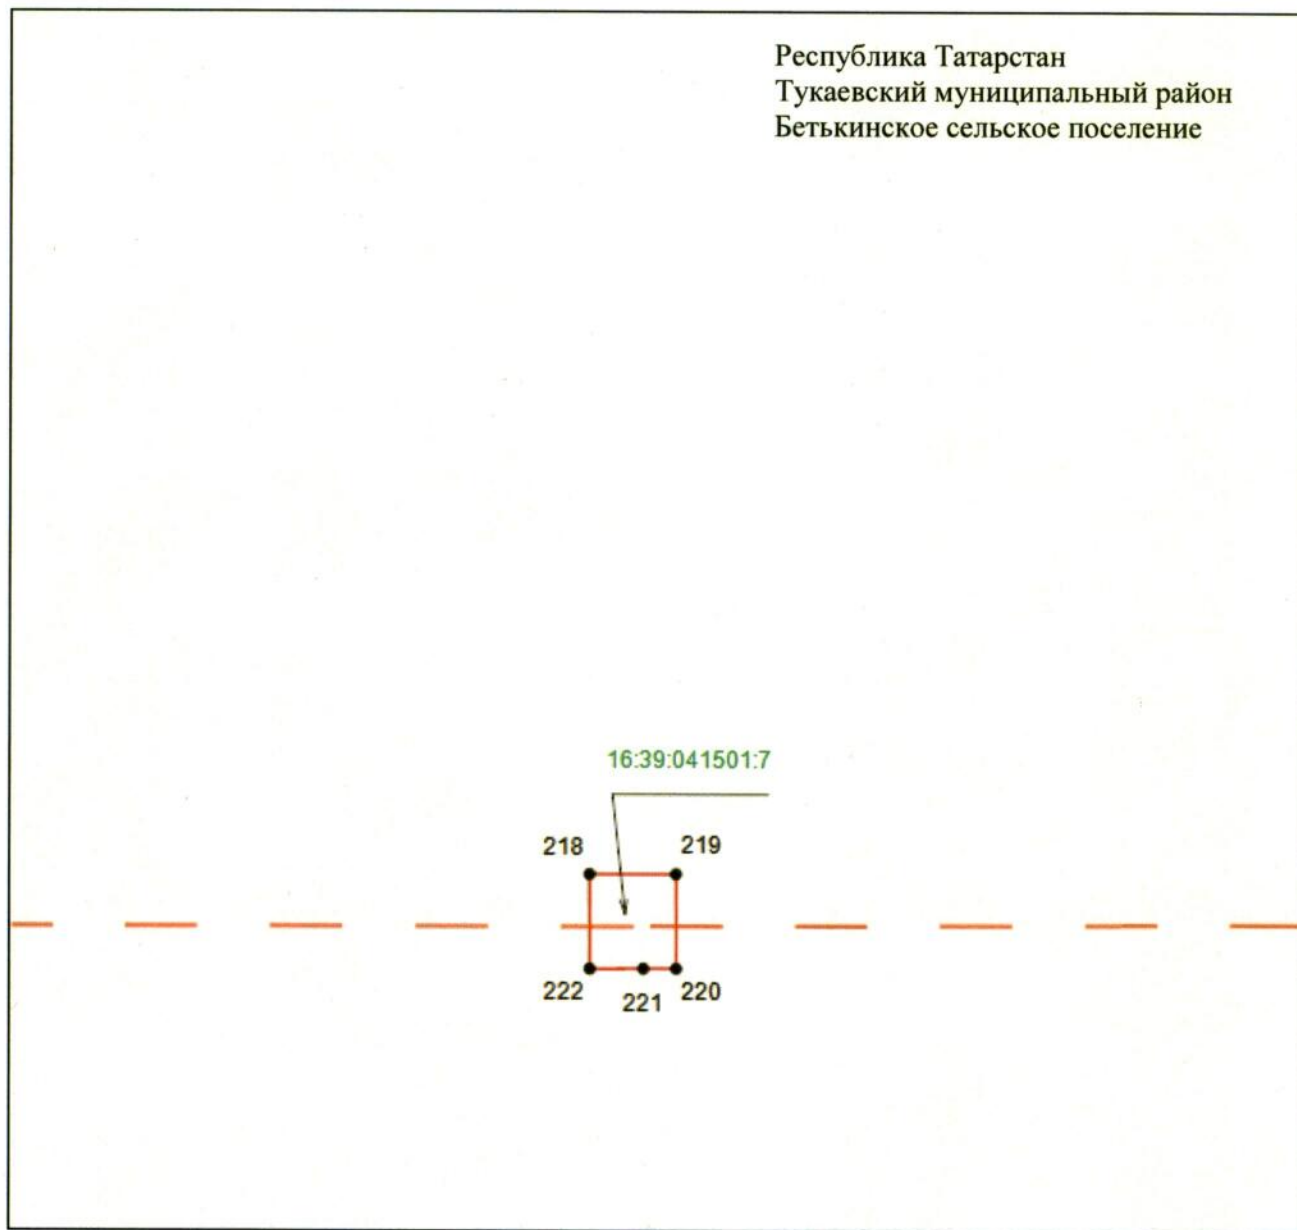 Республика Татарстан
Тукаевский муниципальный район
Бетькинское сельское поселение
16:39:041501:7
218 219
222 221 220